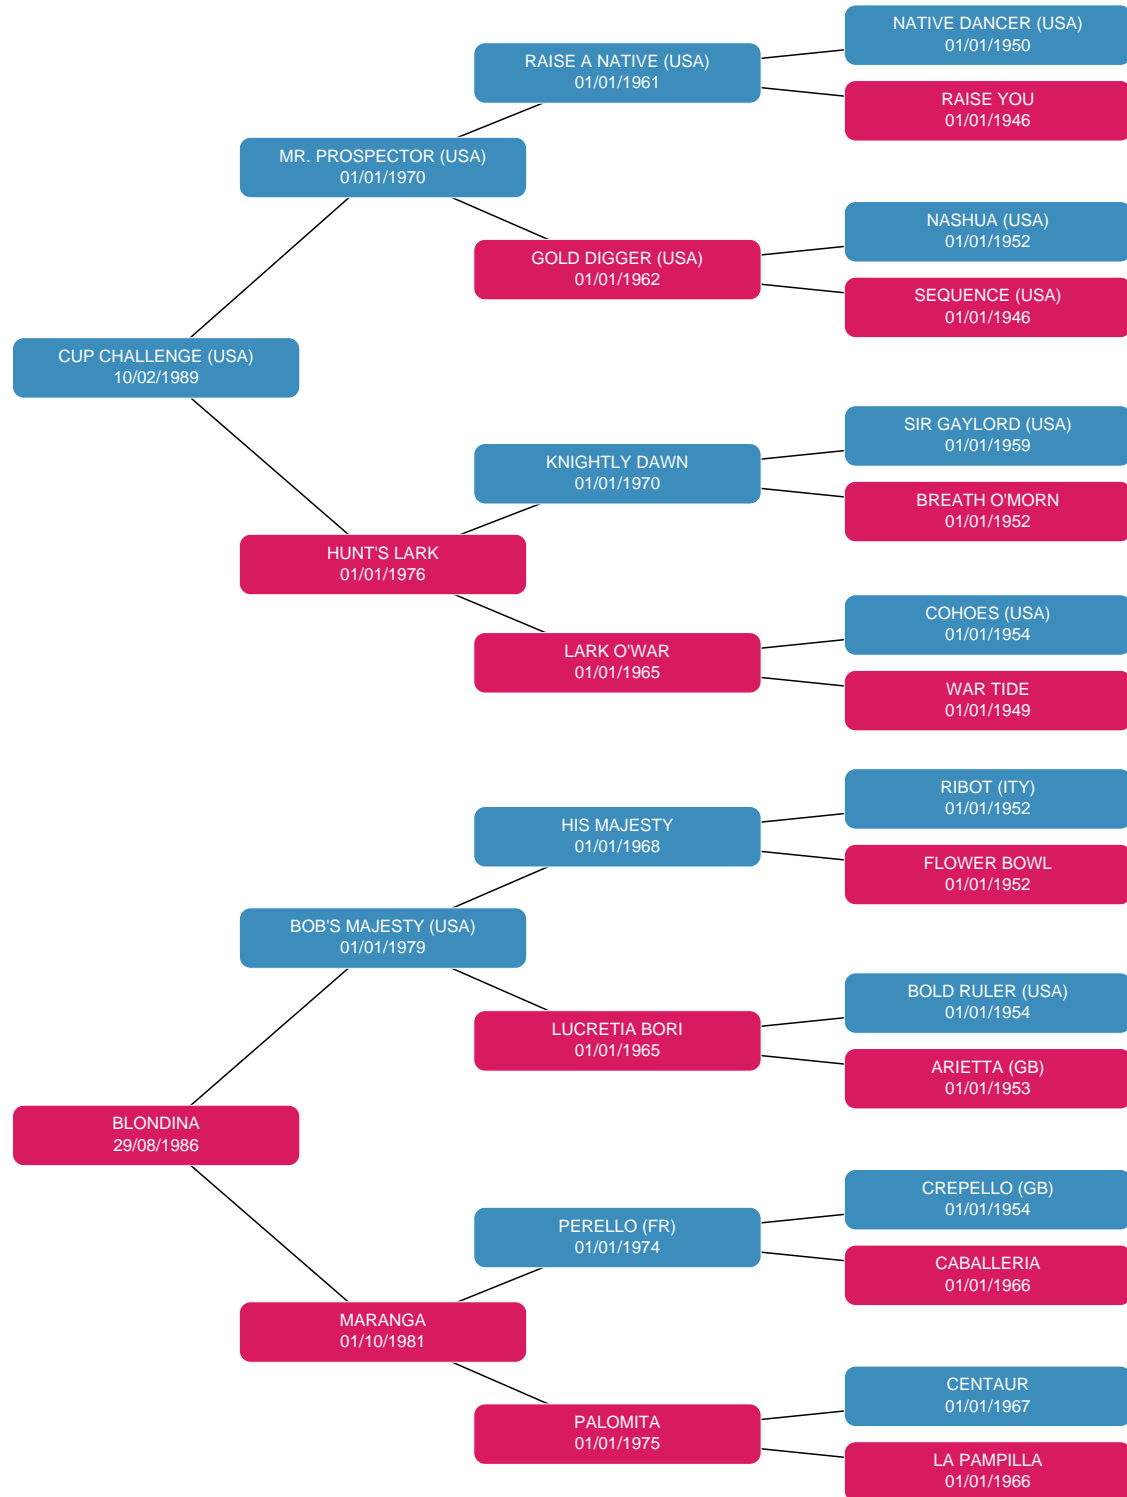 NATIVE DANCER (USA)
01/01/1950
RAISE A NATIVE (USA)
01/01/1961
RAISE YOU
01/01/1946
MR. PROSPECTOR (USA)
01/01/1970
NASHUA (USA)
01/01/1952
GOLD DIGGER (USA)
01/01/1962
SEQUENCE (USA)
01/01/1946
CUP CHALLENGE (USA)
10/02/1989
SIR GAYLORD (USA)
01/01/1959
KNIGHTLY DAWN
01/01/1970
BREATH O'MORN
01/01/1952
HUNT'S LARK
01/01/1976
COHOES (USA)
01/01/1954
LARK O'WAR
01/01/1965
WAR TIDE
01/01/1949
RIBOT (ITY)
01/01/1952
HIS MAJESTY
01/01/1968
FLOWER BOWL
01/01/1952
BOB'S MAJESTY (USA)
01/01/1979
BOLD RULER (USA)
01/01/1954
LUCRETIA BORI
01/01/1965
ARIETTA (GB)
01/01/1953
BLONDINA
29/08/1986
CREPELLO (GB)
01/01/1954
PERELLO (FR)
01/01/1974
CABALLERIA
01/01/1966
MARANGA
01/10/1981
CENTAUR
01/01/1967
PALOMITA
01/01/1975
LA PAMPILLA
01/01/1966